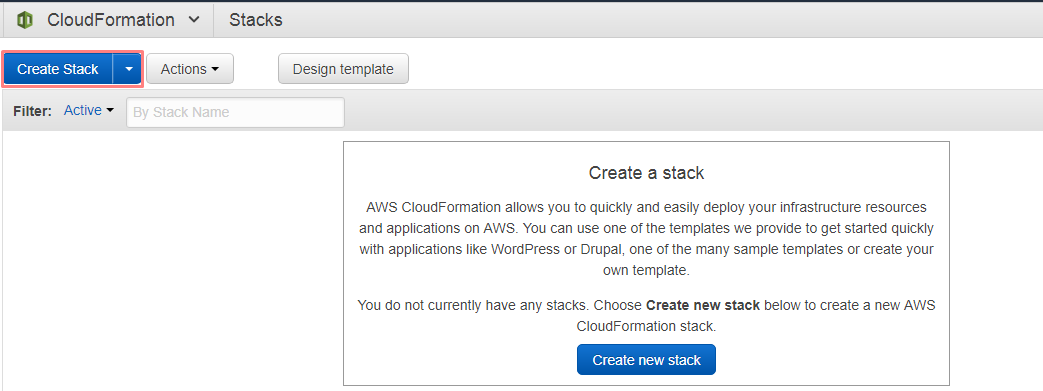 CloudFormation Stacks
Create Stack Actions Design template
Filter: Active By Stack Name
Create a stack
AWS CloudFormation allows you to quickly and easily deploy your infrastructure resources
and applications on AWS. You can use one of the templates we provide to get started quickly
with applications like WordPress or Drupal, one of the many sample templates or create your
own template.
You do not currently have any stacks. Choose Create new stack below to create a new AWS
CloudFormation stack.
Create new stack